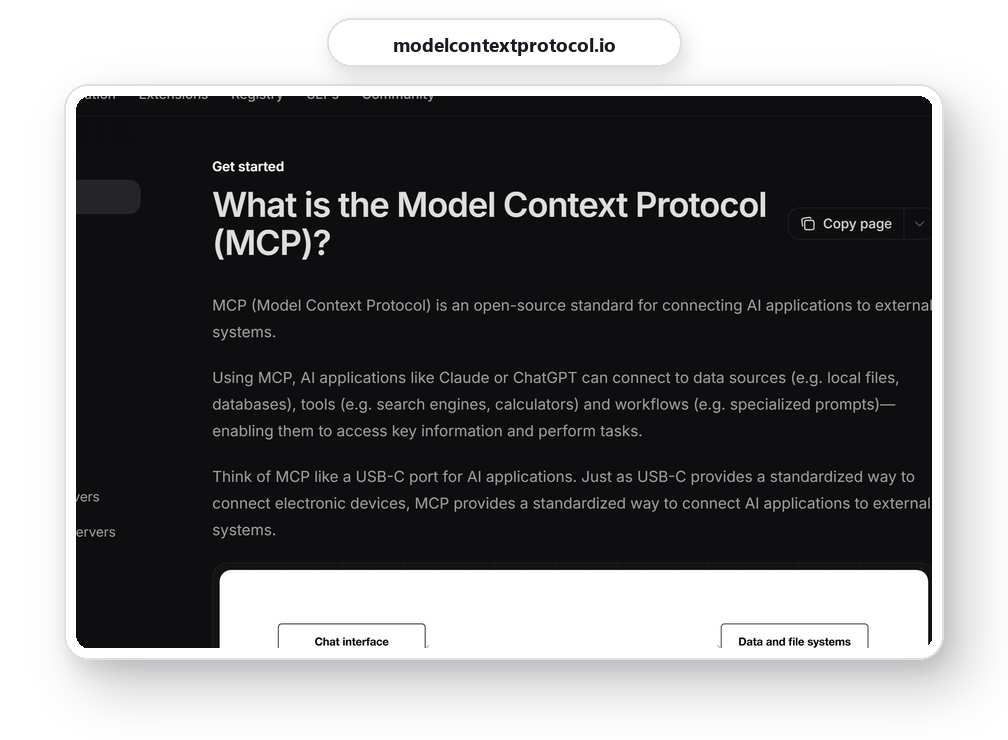 modelcontextprotocol.io
Extensions Registry SEPs Community
Get started
What is the Model Context Protocol
(MCP)?
Copy page
MCP (Model Context Protocol) is an open-source standard for connecting AI applications to external
systems.
Using MCP, AI applications like Claude or ChatGPT can connect to data sources (e.g. local files,
databases), tools (e.g. search engines, calculators) and workflows (e.g. specialized prompts)—
enabling them to access key information and perform tasks.
Think of MCP like a USB-C port for AI applications. Just as USB-C provides a standardized way to
connect electronic devices, MCP provides a standardized way to connect AI applications to external
systems.
Chat interface
Data and file systems